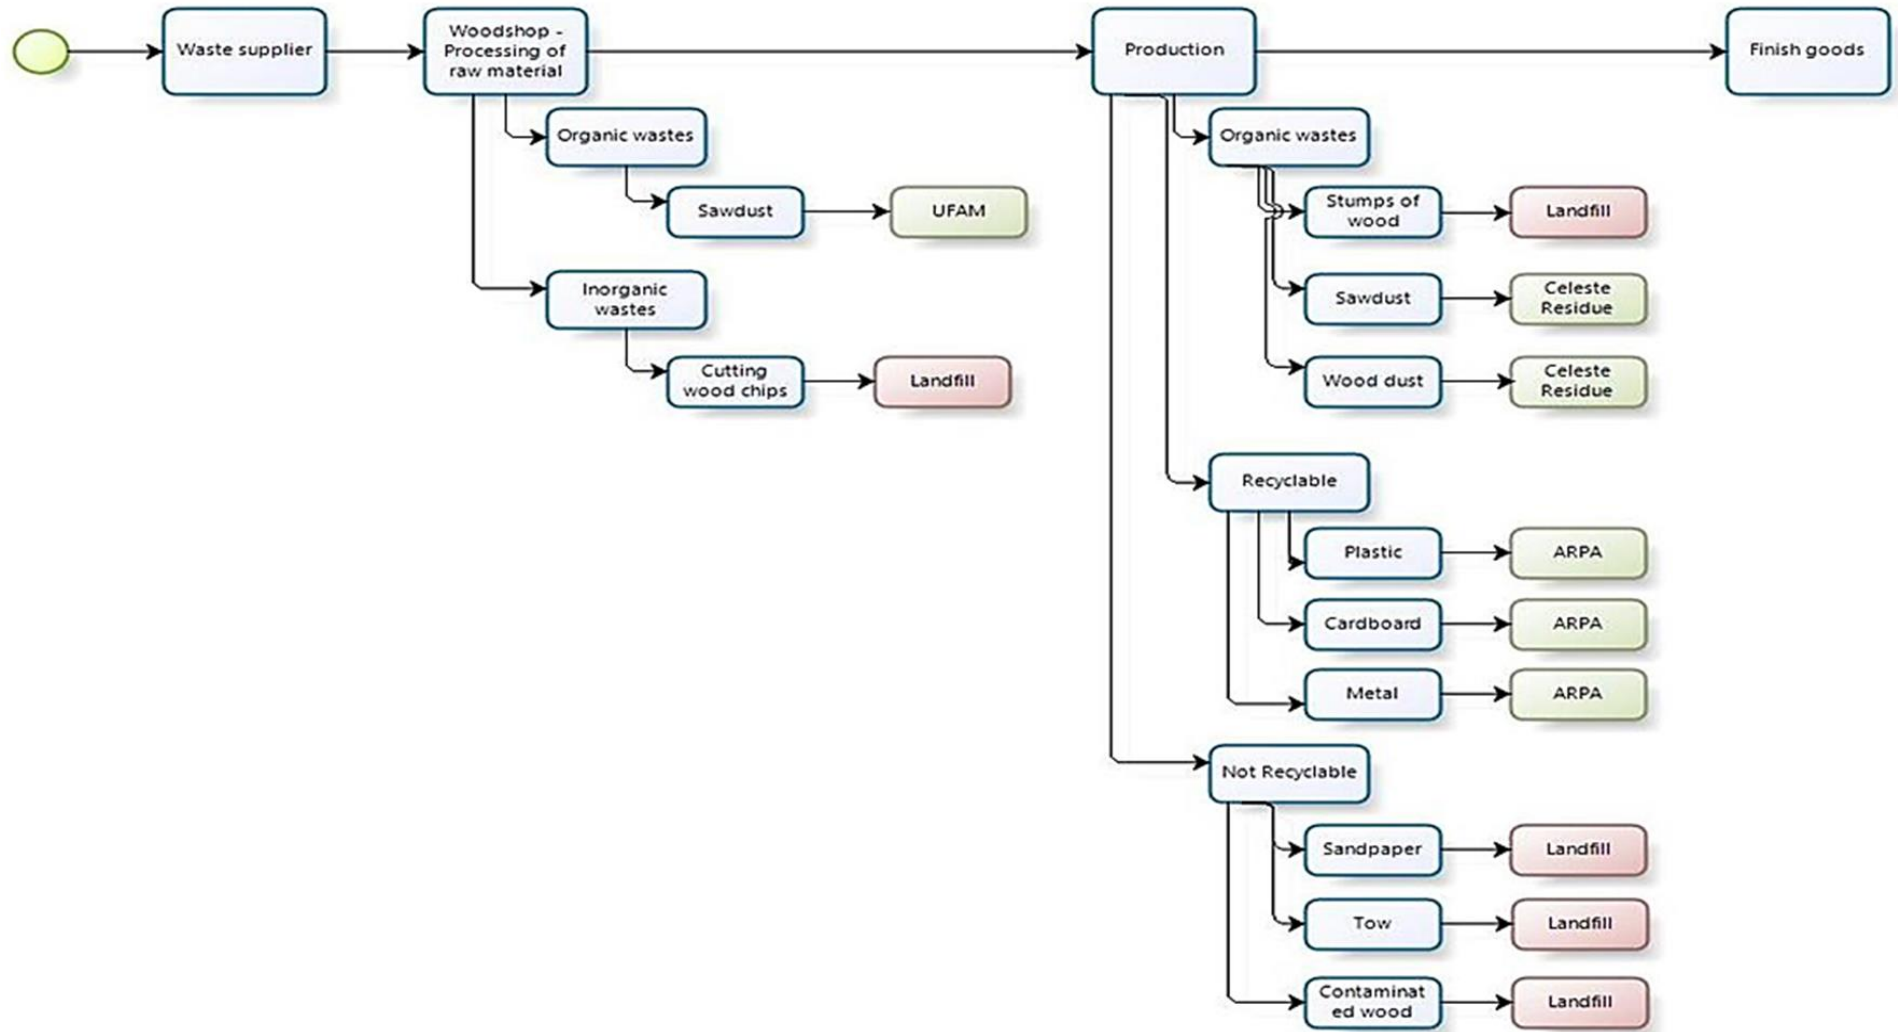 Waste supplier
Woodshop -
Processing of
raw material
Production
Finish goods
Organic wastes
Sawdust
UFAM
Inorganic
wastes
Cutting
wood chips
Landfill
Organic wastes
Stumps of
wood
Landfill
Sawdust
Celeste
Residue
Wood dust
Celeste
Residue
Recyclable
Plastic
ARPA
Cardboard
ARPA
Metal
ARPA
Not Recyclable
Sandpaper
Landfill
Tow
Landfill
Contaminat
ed wood
Landfill